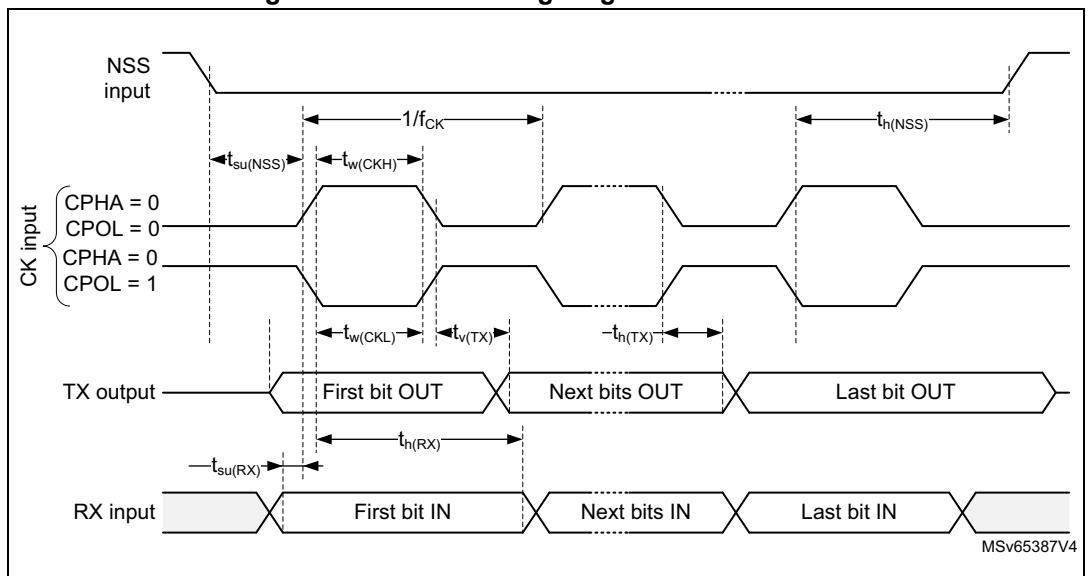 NSS
input
1/fCK
th(NSS)
tsu(NSS)
tw(CKH)
CK input
CPHA = 0
CPOL = 0
CPHA = 0
CPOL = 1
tw(CKL)
tv(TX)
th(TX)
TX output
First bit OUT
Next bits OUT
Last bit OUT
th(RX)
tsu(RX)
RX input
First bit IN
Next bits IN
Last bit IN
MSv65387V4